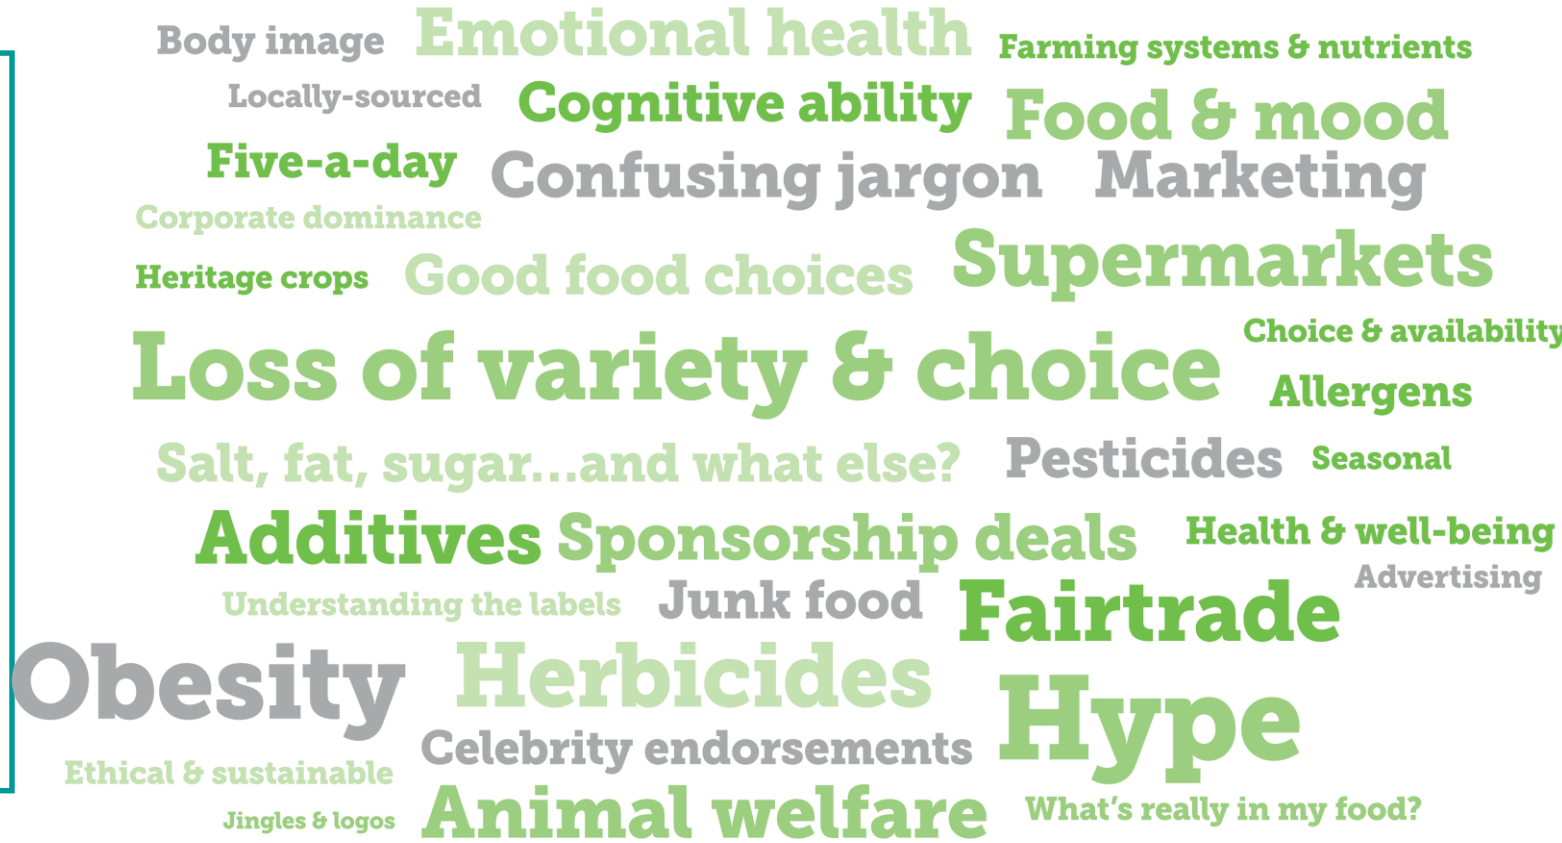 Body image Emotional health Farming systems & nutrients
Locally-sourced Cognitive ability Food & mood
Five-a-day Confusing jargon Marketing
Corporate dominance
Heritage crops Good food choices Supermarkets
Loss of variety & choice Choice & availability
Allergens
Salt, fat, sugar...and what else? Pesticides Seasonal
Additives Sponsorship deals Health & well-being
Understanding the labels Junk food Fairtrade Advertising
Obesity Herbicides Hype
Ethical & sustainable Celebrity endorsements
Jingles & logos Animal welfare What's really in my food?